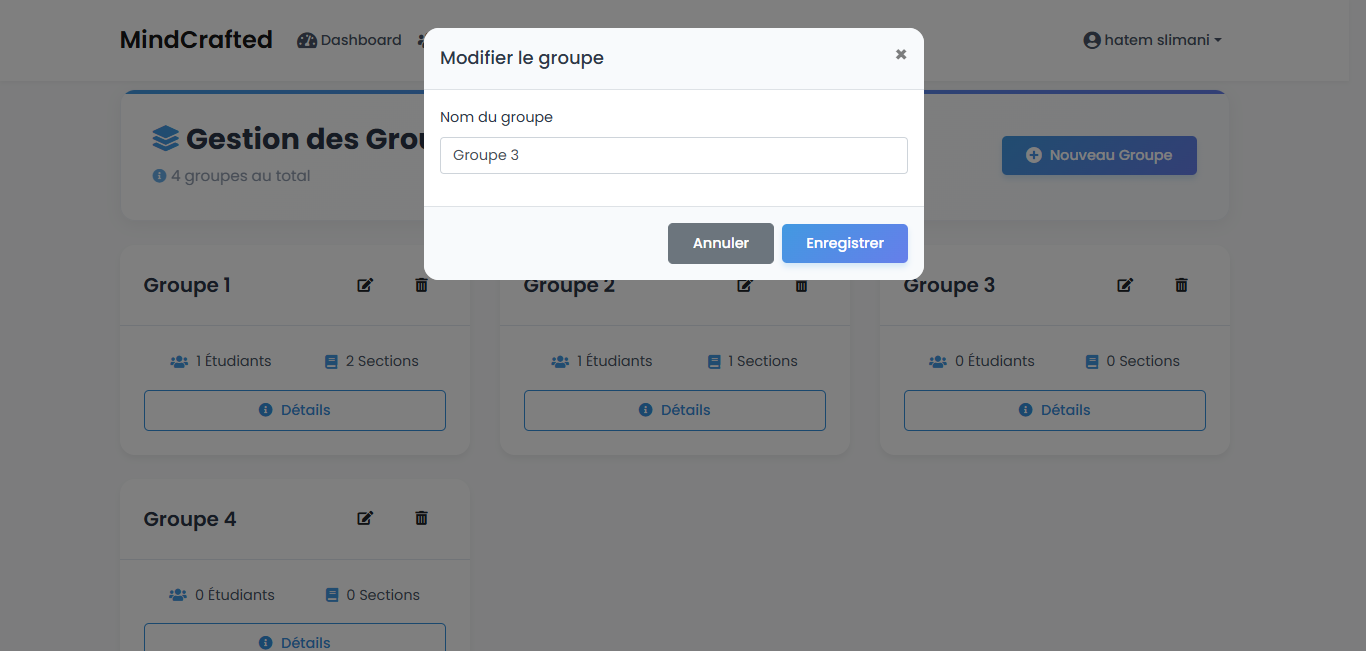 MindCrafted
Dashboard
hatem slimani
Modifier le groupe
Nom du groupe
Groupe 3
Annuler
Enregistrer
Gestion des
4 groupes au total
Nouveau Groupe
Groupe 1
Groupe 2
Groupe 3
1 Étudiants
2 Sections
1 Étudiants
1 Sections
0 Étudiants
0 Sections
Détails
Détails
Détails
Groupe 4
0 Étudiants
0 Sections
Détails